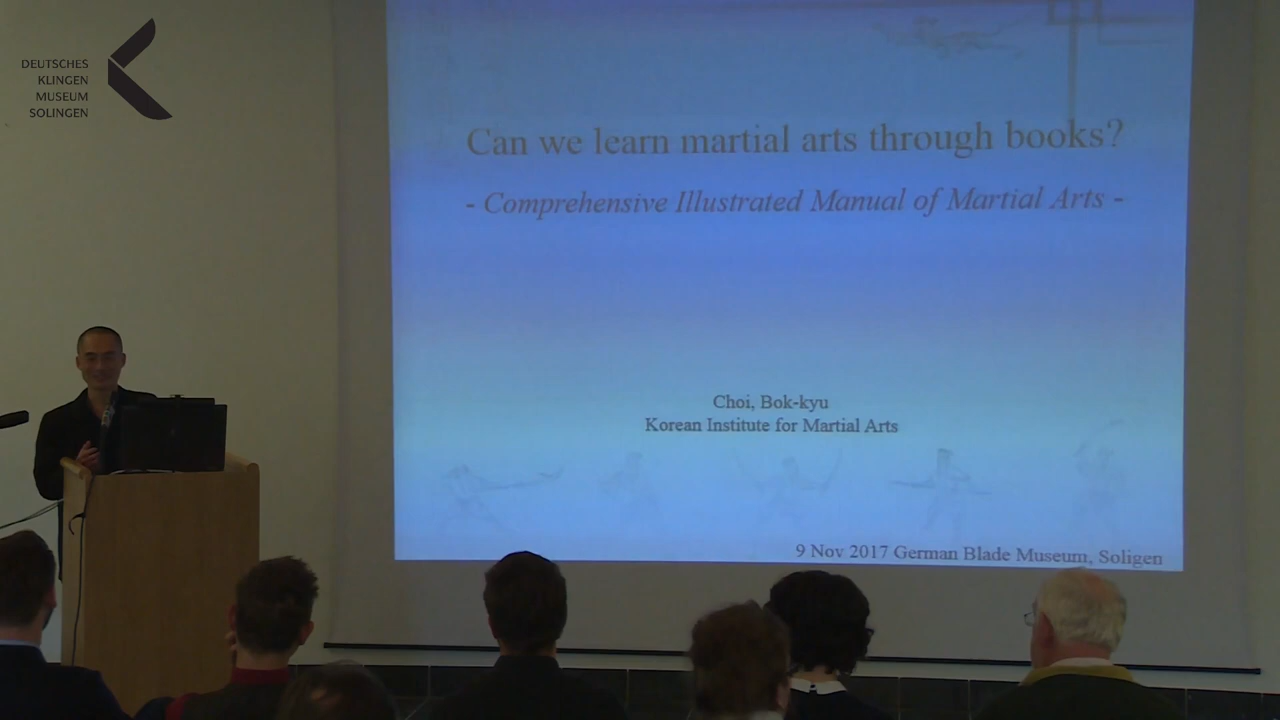 DEUTSCHES
KLINGEN
MUSEUM
SOLINGEN
Can we learn martial arts through books?
- Comprehensive Illustrated Manual of Martial Arts -
Choi, Bok-kyu
Korean Institute for Martial Arts
9 Nov 2017 German Blade Museum, Soligen